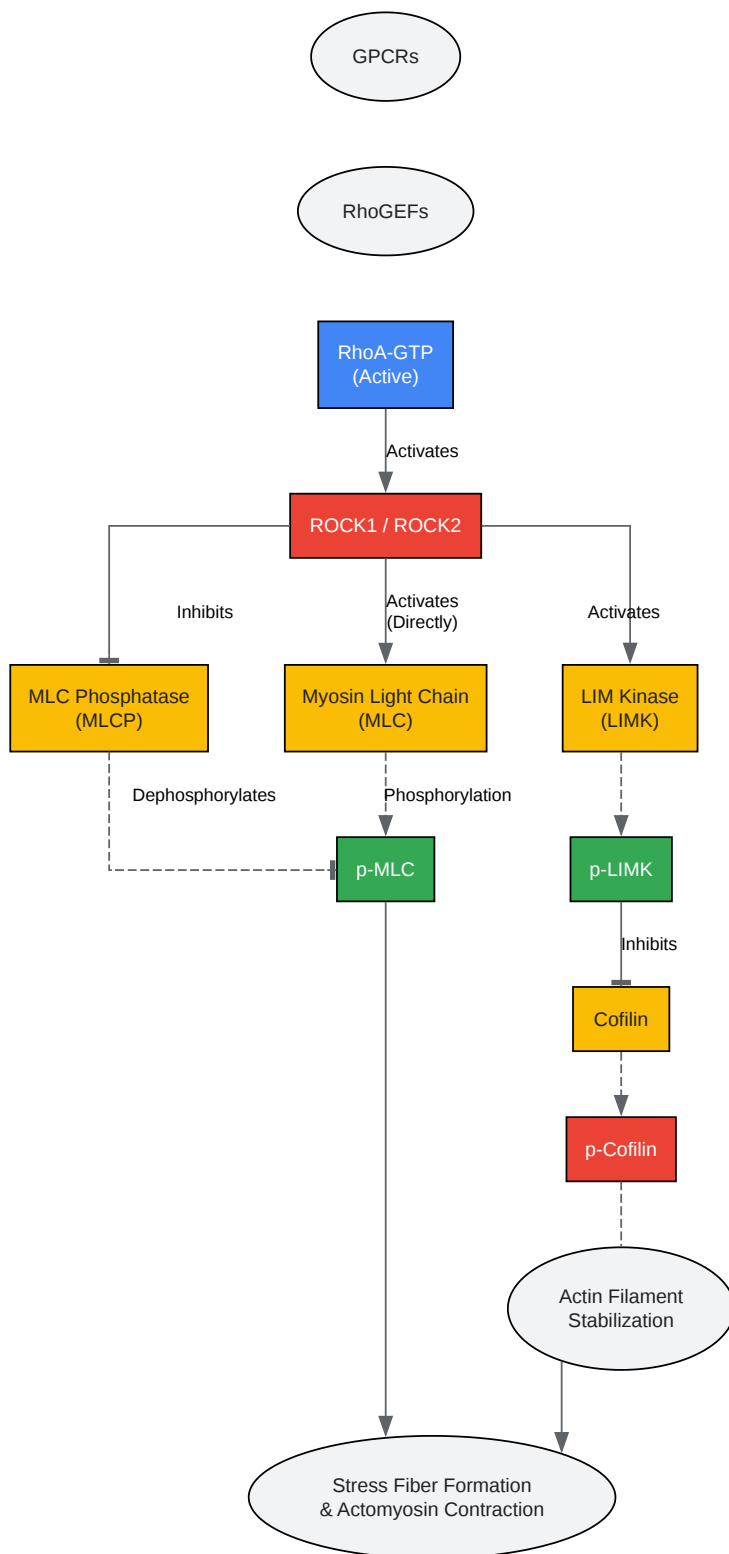 GPCRs
RhoGEFs
RhoA-GTP
(Active)
Activates
ROCK1 / ROCK2
Inhibits
Activates
(Directly)
Activates
MLC Phosphatase
(MLCP)
Myosin Light Chain
(MLC)
LIM Kinase
(LIMK)
Dephosphorylates
Phosphorylation
p-MLC
p-LIMK
Inhibits
Cofilin
p-Cofilin
Actin Filament
Stabilization
Stress Fiber Formation
& Actomyosin Contraction